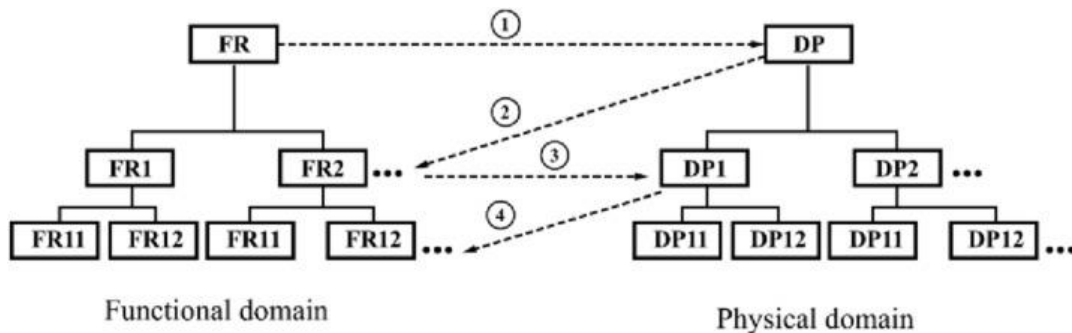 1
FR DP
2
FR1 FR2 ... 3 DP1 DP2 ...
4
FR11 FR12 FR11 FR12 ... DP11 DP12 DP11 DP12 ...
Functional domain Physical domain